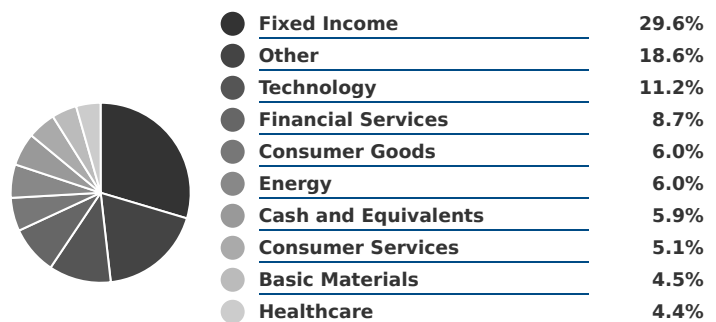 Fixed Income 29.6%
Other 18.6%
Technology 11.2%
Financial Services 8.7%
Consumer Goods 6.0%
Energy 6.0%
Cash and Equivalents 5.9%
Consumer Services 5.1%
Basic Materials 4.5%
Healthcare 4.4%